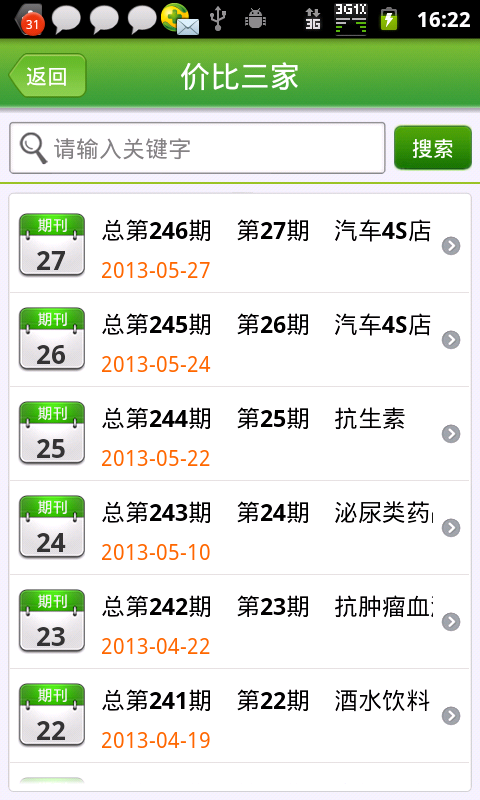 31 3G 3G1X 16:22
返回 价比三家
请输入关键字 搜索
期刊 27 总第246期 第27期 汽车4S店
2013-05-27
期刊 26 总第245期 第26期 汽车4S店
2013-05-24
期刊 25 总第244期 第25期 抗生素
2013-05-22
期刊 24 总第243期 第24期 泌尿类药
2013-05-10
期刊 23 总第242期 第23期 抗肿瘤血
2013-04-22
期刊 22 总第241期 第22期 酒水饮料
2013-04-19